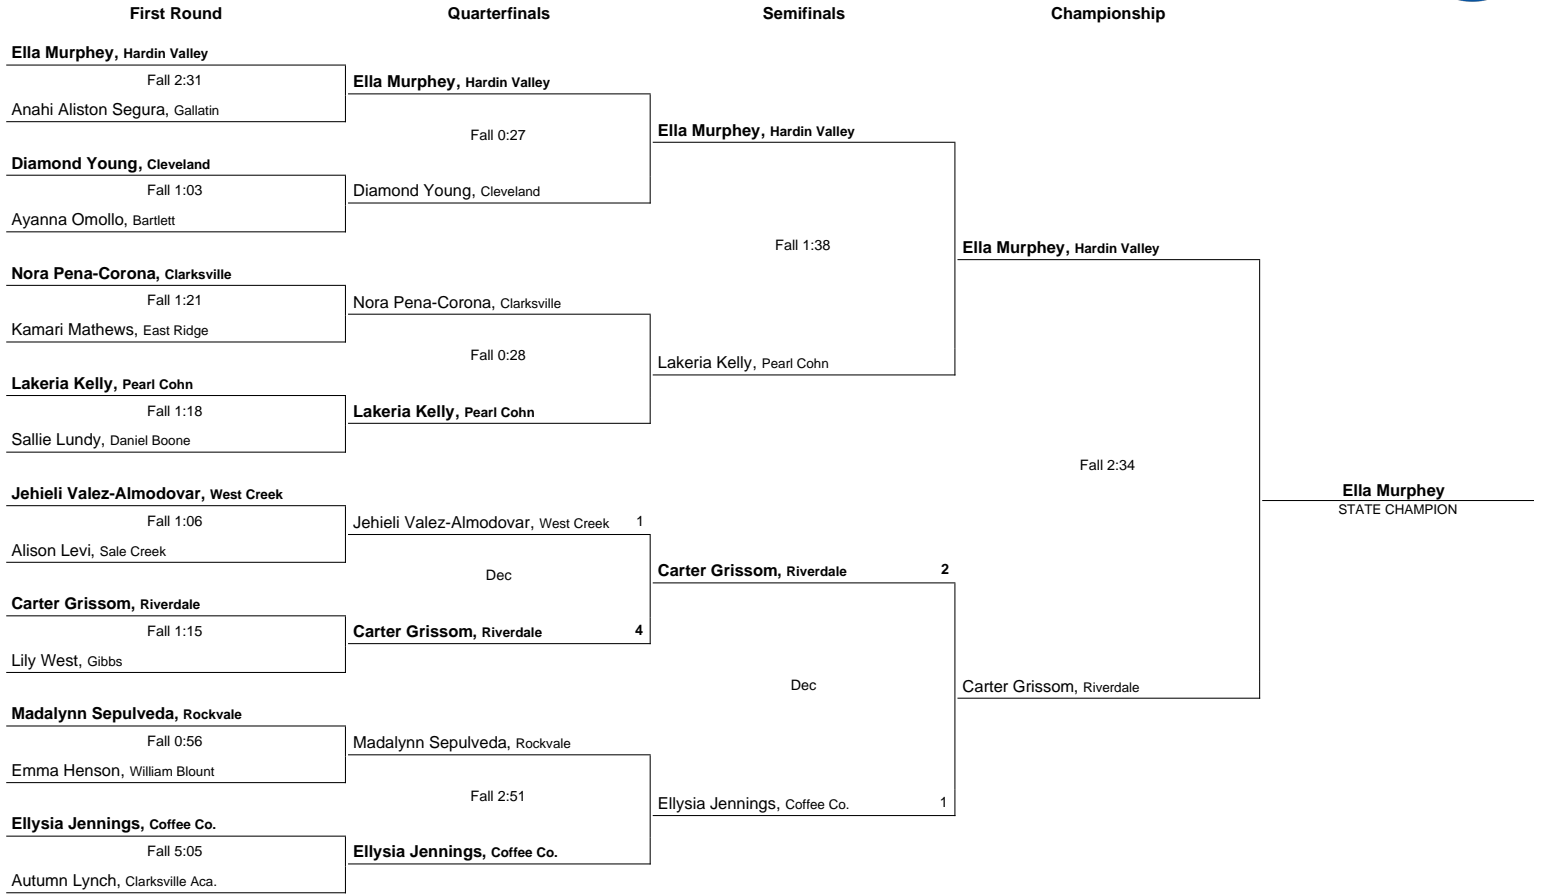 First Round
Quarterfinals
Semifinals
Championship
Ella Murphey, Hardin Valley
Fall 2:31
Anahi Aliston Segura, Gallatin
Diamond Young, Cleveland
Fall 1:03
Ayanna Omollo, Bartlett
Nora Pena-Corona, Clarksville
Fall 1:21
Kamari Mathews, East Ridge
Lakeria Kelly, Pearl Cohn
Fall 1:18
Sallie Lundy, Daniel Boone
Jehieli Valez-Almodovar, West Creek
Fall 1:06
Alison Levi, Sale Creek
Carter Grissom, Riverdale
Fall 1:15
Lily West, Gibbs
Madalynn Sepulveda, Rockvale
Fall 0:56
Emma Henson, William Blount
Ellysia Jennings, Coffee Co.
Fall 5:05
Autumn Lynch, Clarksville Aca.
Ella Murphey, Hardin Valley
Fall 0:27
Diamond Young, Cleveland
Nora Pena-Corona, Clarksville
Fall 0:28
Lakeria Kelly, Pearl Cohn
Jehieli Valez-Almodovar, West Creek 1
Dec
Carter Grissom, Riverdale 4
Madalynn Sepulveda, Rockvale
Fall 2:51
Ellysia Jennings, Coffee Co.
Ella Murphey, Hardin Valley
Fall 1:38
Lakeria Kelly, Pearl Cohn
Carter Grissom, Riverdale 2
Dec
Ellysia Jennings, Coffee Co. 1
Ella Murphey, Hardin Valley
Fall 2:34
Carter Grissom, Riverdale
Ella Murphey
STATE CHAMPION